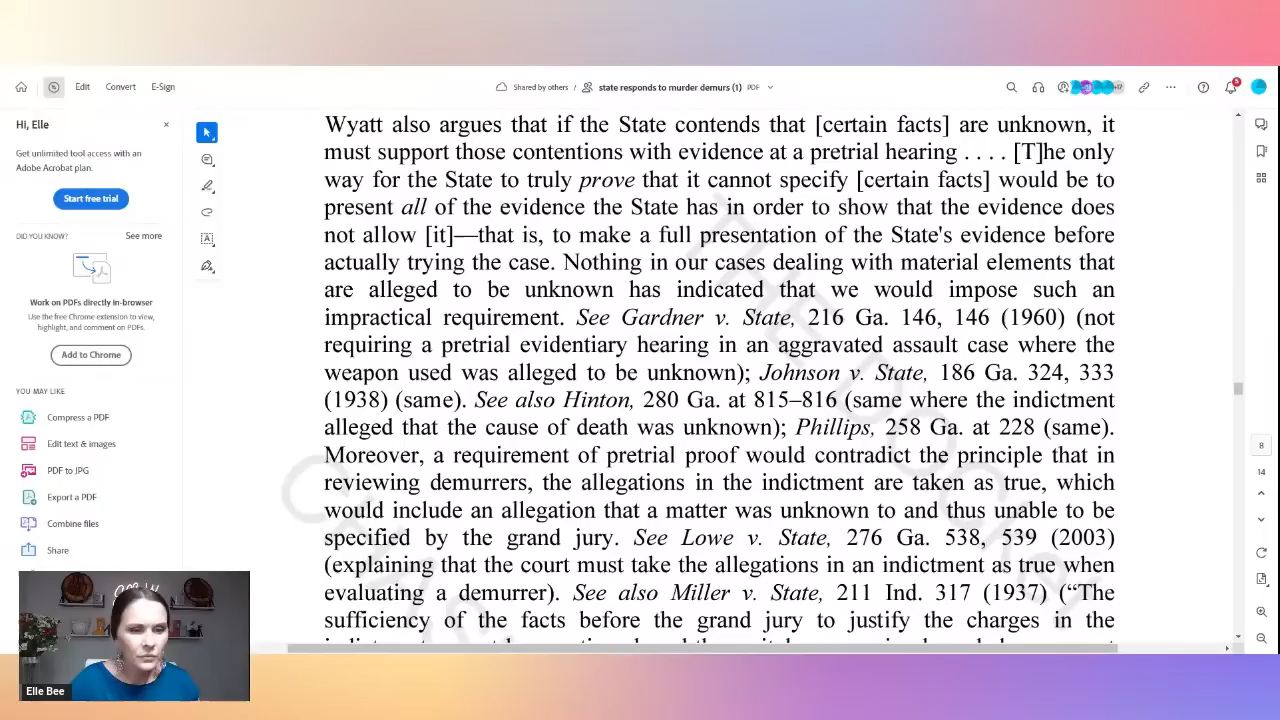 Edit
Convert
E-Sign
Shared by others / state responds to murder demurs (1) PDF
Hi, Elle
Get unlimited tool access with an
Adobe Acrobat plan.
Start free trial
DID YOU KNOW?
See more
Work on PDFs directly in-browser
Use the free Chrome extension to view,
highlight, and comment on PDFs.
Add to Chrome
YOU MAY LIKE
Compress a PDF
Edit text & images
PDF to JPG
Export a PDF
Combine files
Share
Wyatt also argues that if the State contends that [certain facts] are unknown, it
must support those contentions with evidence at a pretrial hearing . . . . [T]he only
way for the State to truly prove that it cannot specify [certain facts] would be to
present all of the evidence the State has in order to show that the evidence does
not allow [it]—that is, to make a full presentation of the State's evidence before
actually trying the case. Nothing in our cases dealing with material elements that
are alleged to be unknown has indicated that we would impose such an
impractical requirement. See Gardner v. State, 216 Ga. 146, 146 (1960) (not
requiring a pretrial evidentiary hearing in an aggravated assault case where the
weapon used was alleged to be unknown); Johnson v. State, 186 Ga. 324, 333
(1938) (same). See also Hinton, 280 Ga. at 815–816 (same where the indictment
alleged that the cause of death was unknown); Phillips, 258 Ga. at 228 (same).
Moreover, a requirement of pretrial proof would contradict the principle that in
reviewing demurrers, the allegations in the indictment are taken as true, which
would include an allegation that a matter was unknown to and thus unable to be
specified by the grand jury. See Lowe v. State, 276 Ga. 538, 539 (2003)
(explaining that the court must take the allegations in an indictment as true when
evaluating a demurrer). See also Miller v. State, 211 Ind. 317 (1937) (“The
sufficiency of the facts before the grand jury to justify the charges in the
THE DOCKET
8
14
5
Elle Bee